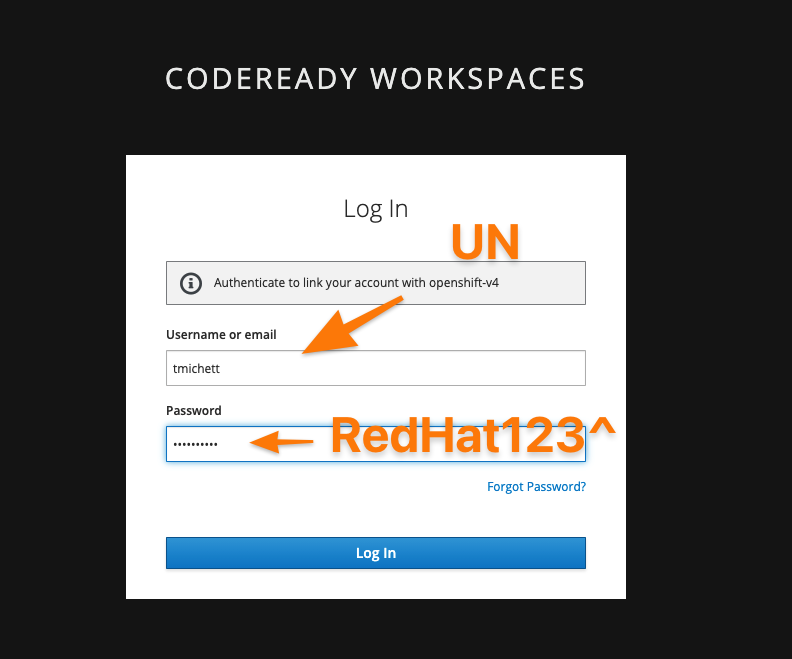 CODEREADY WORKSPACES
Log In
UN
Authenticate to link your account with openshift-v4
Username or email
tmichett
Password
•••••••••• RedHat123^
Forgot Password?
Log In